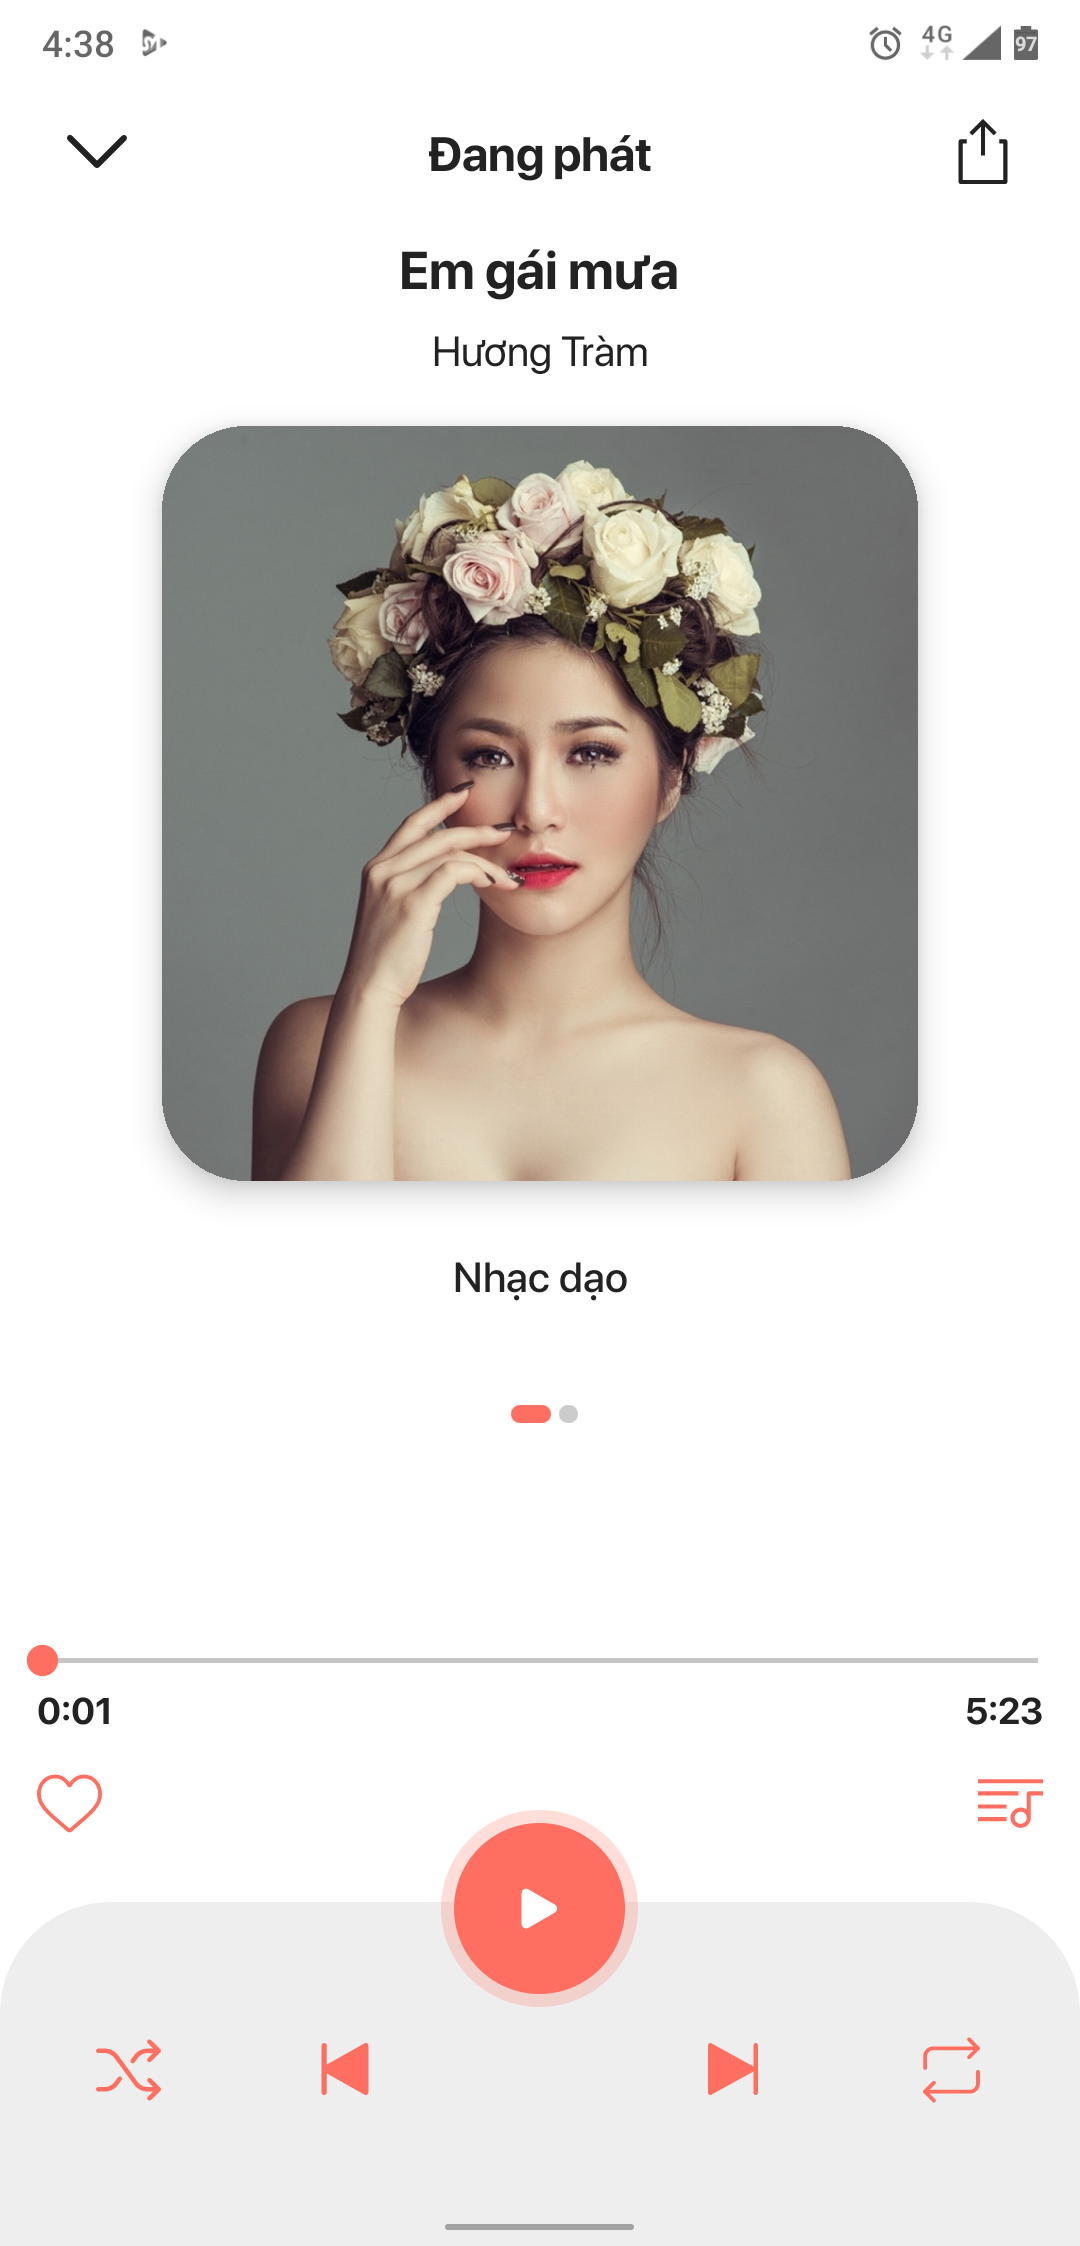 4:38
4G
97
Đang phát
Em gái mưa
Hương Tràm
Nhạc dạo
0:01
5:23